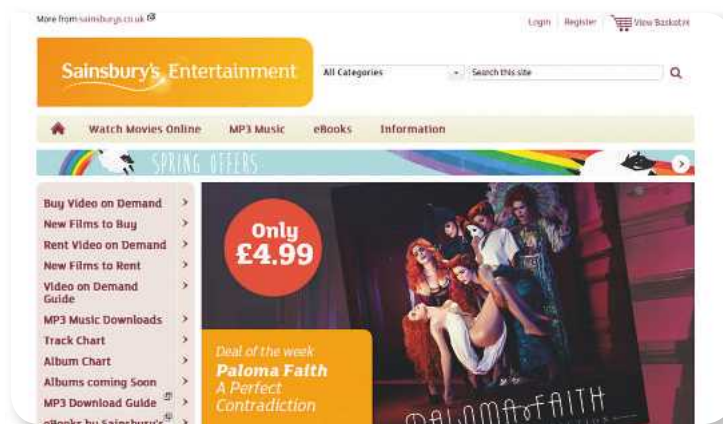 More from sainsburys.co.uk
Login Register View Basket
Sainsbury's Entertainment
All Categories Search this site
Watch Movies Online MP3 Music eBooks Information
SPRING OFFERS
Buy Video on Demand
New Films to Buy
Rent Video on Demand
New Films to Rent
Video on Demand
Guide
MP3 Music Downloads
Track Chart
Album Chart
Albums coming Soon
MP3 Download Guide
eBooks by Sainsbury's
Only
£4.99
Deal of the week
Paloma Faith
A Perfect
Contradiction
PALOMA FAITH